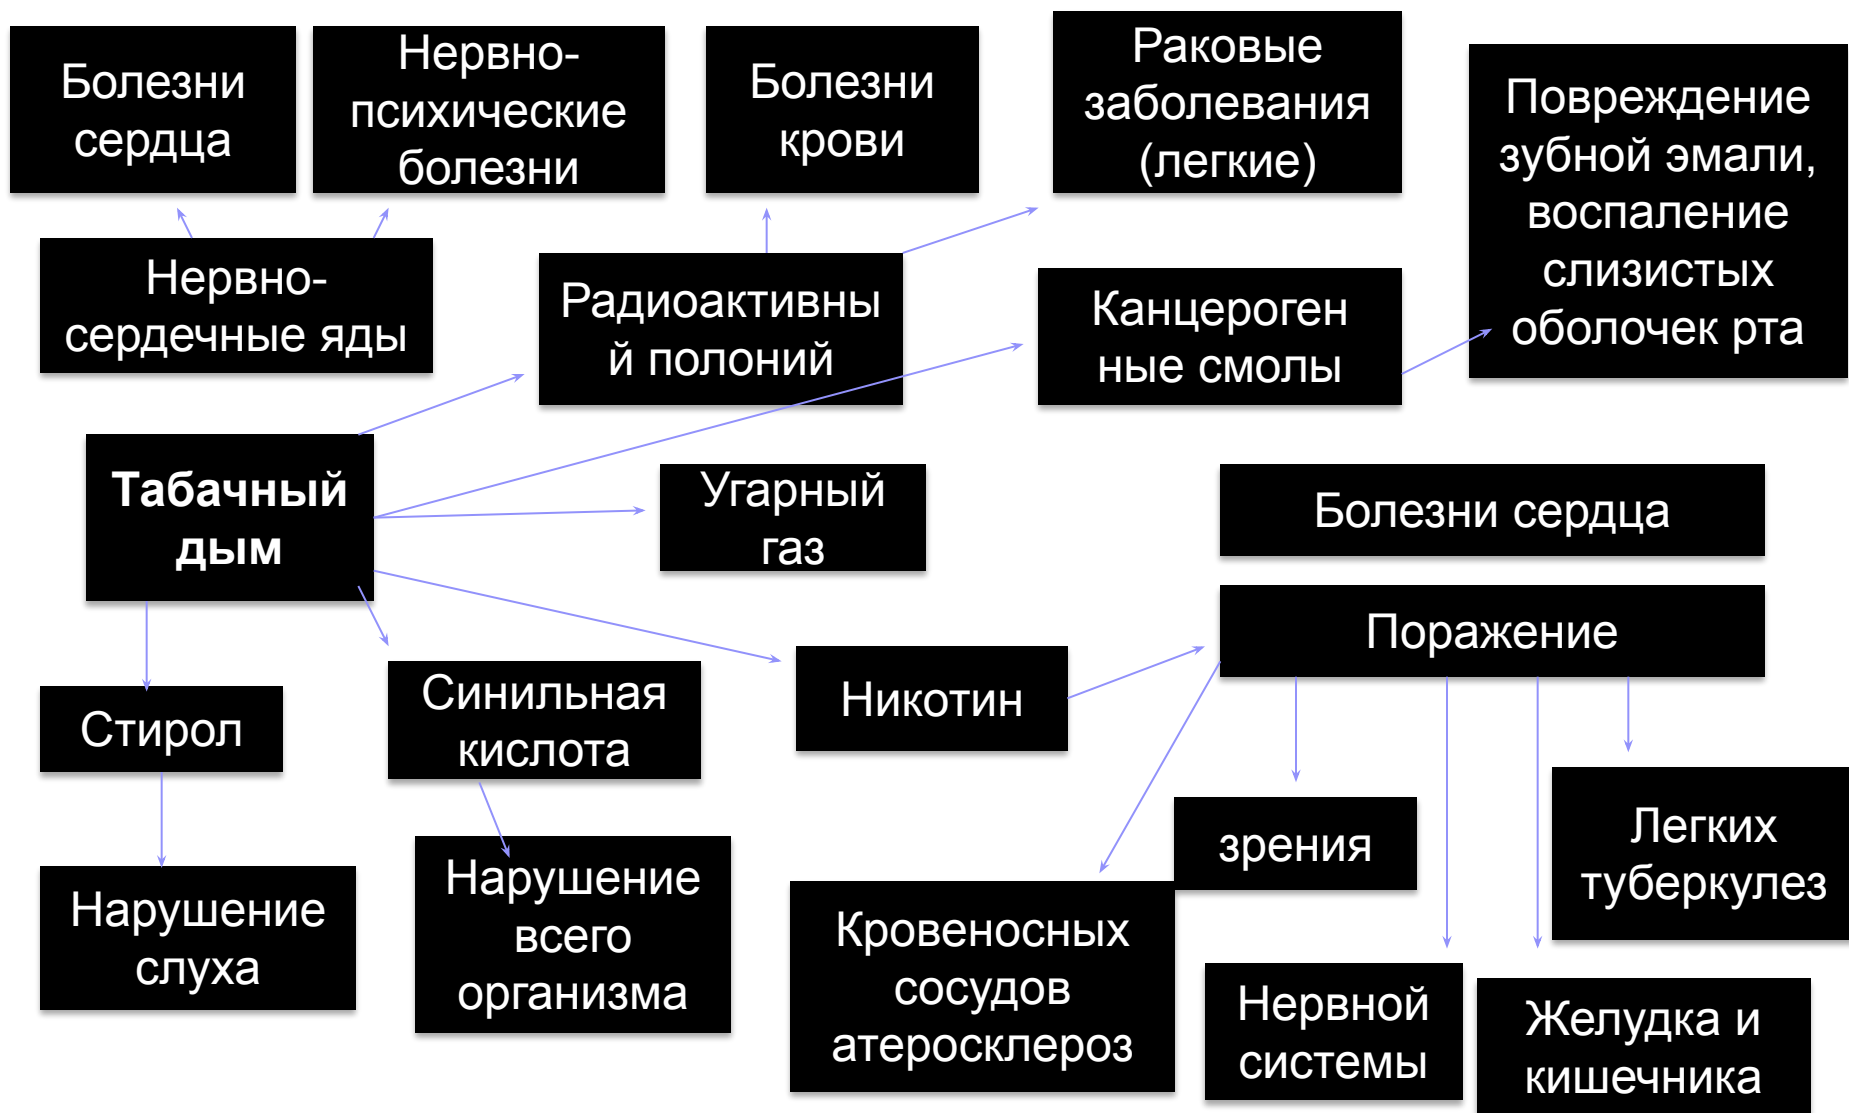 Болезни
сердца
Нервно-
психические
болезни
Болезни
крови
Раковые
заболевания
(легкие)
Повреждение
зубной эмали,
воспаление
слизистых
оболочек рта
Нервно-
сердечные яды
Радиоактивны
й полоний
Канцероген
ные смолы
Табачный
дым
Угарный
газ
Болезни сердца
Поражение
Стирол
Синильная
кислота
Никотин
зрения
Легких
туберкулез
Нарушение
слуха
Нарушение
всего
организма
Кровеносных
сосудов
атеросклероз
Нервной
системы
Желудка и
кишечника